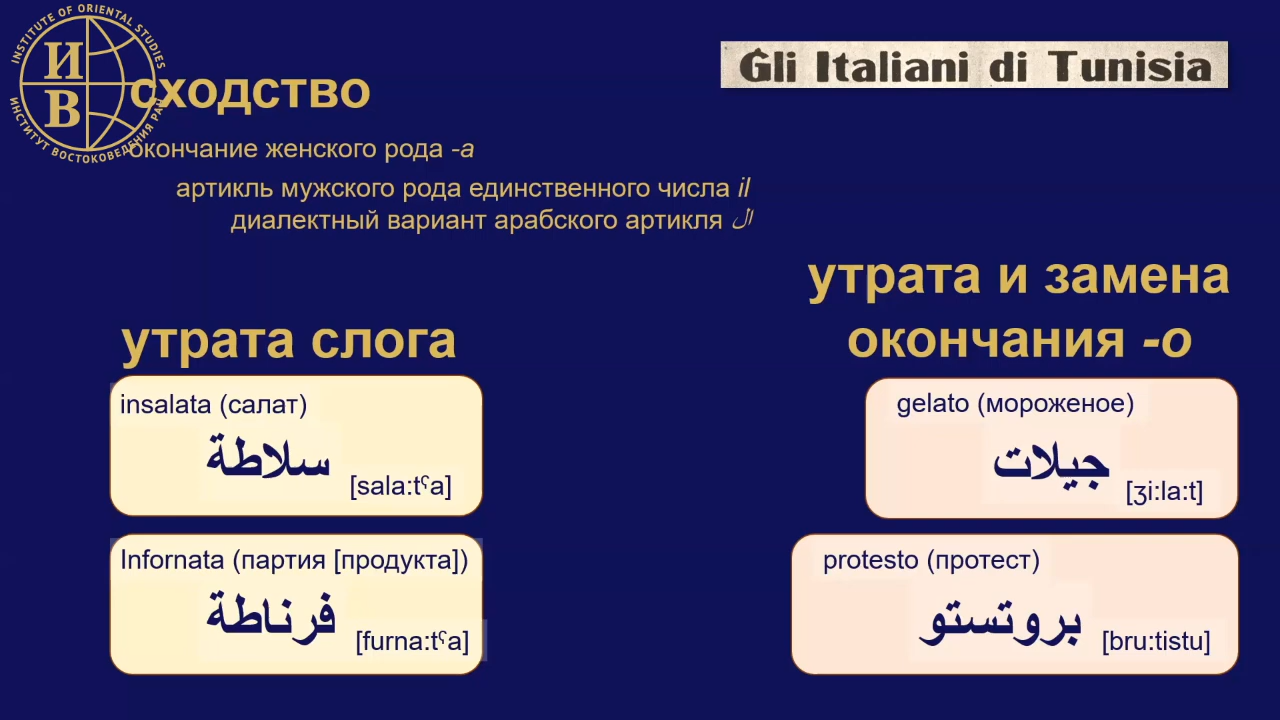 INSTITUTE OF ORIENTAL STUDIES
И
В
ИНСТИТУТ ВОСТОКОВЕДЕНИЯ РАН
Gli Italiani di Tunisia
сходство
окончание женского рода -a
артикль мужского рода единственного числа il
диалектный вариант арабского артикля ال
утрата слога
insalata (салат)
سلاطة [sala:tˤa]
Infornata (партия [продукта])
فرناطة [furna:tˤa]
утрата и замена
окончания -o
gelato (мороженое)
جيلات [ʒi:la:t]
protesto (протест)
بروتستو [bru:tistu]